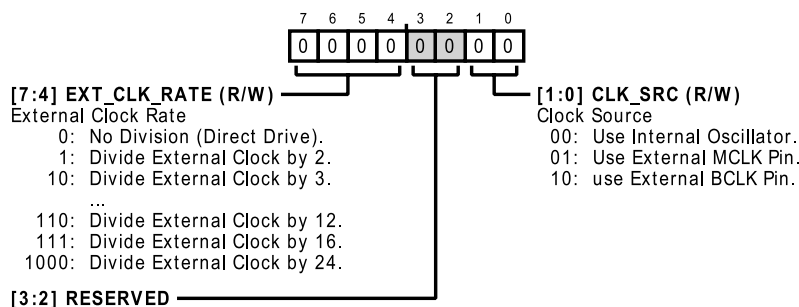 7 6 5 4 3 2 1 0
0 0 0 0 0 0 0 0
[7:4] EXT_CLK_RATE (R/W)
External Clock Rate
0: No Division (Direct Drive).
1: Divide External Clock by 2.
10: Divide External Clock by 3.
...
110: Divide External Clock by 12.
111: Divide External Clock by 16.
1000: Divide External Clock by 24.
[3:2] RESERVED
[1:0] CLK_SRC (R/W)
Clock Source
00: Use Internal Oscillator.
01: Use External MCLK Pin.
10: use External BCLK Pin.